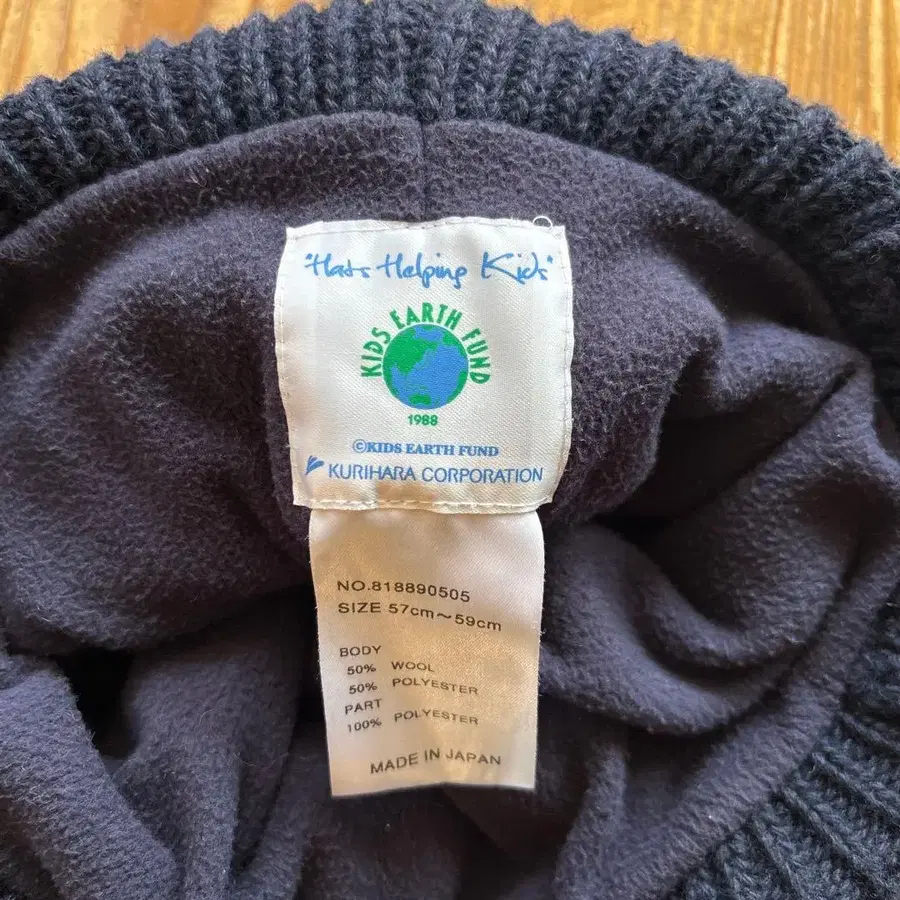 "Hats Helping Kids"
KIDS EARTH FUND
1988
©KIDS EARTH FUND
KURIHARA CORPORATION
NO.818890505
SIZE 57cm～59cm
BODY
50% WOOL
50% POLYESTER
PART
100% POLYESTER
MADE IN JAPAN